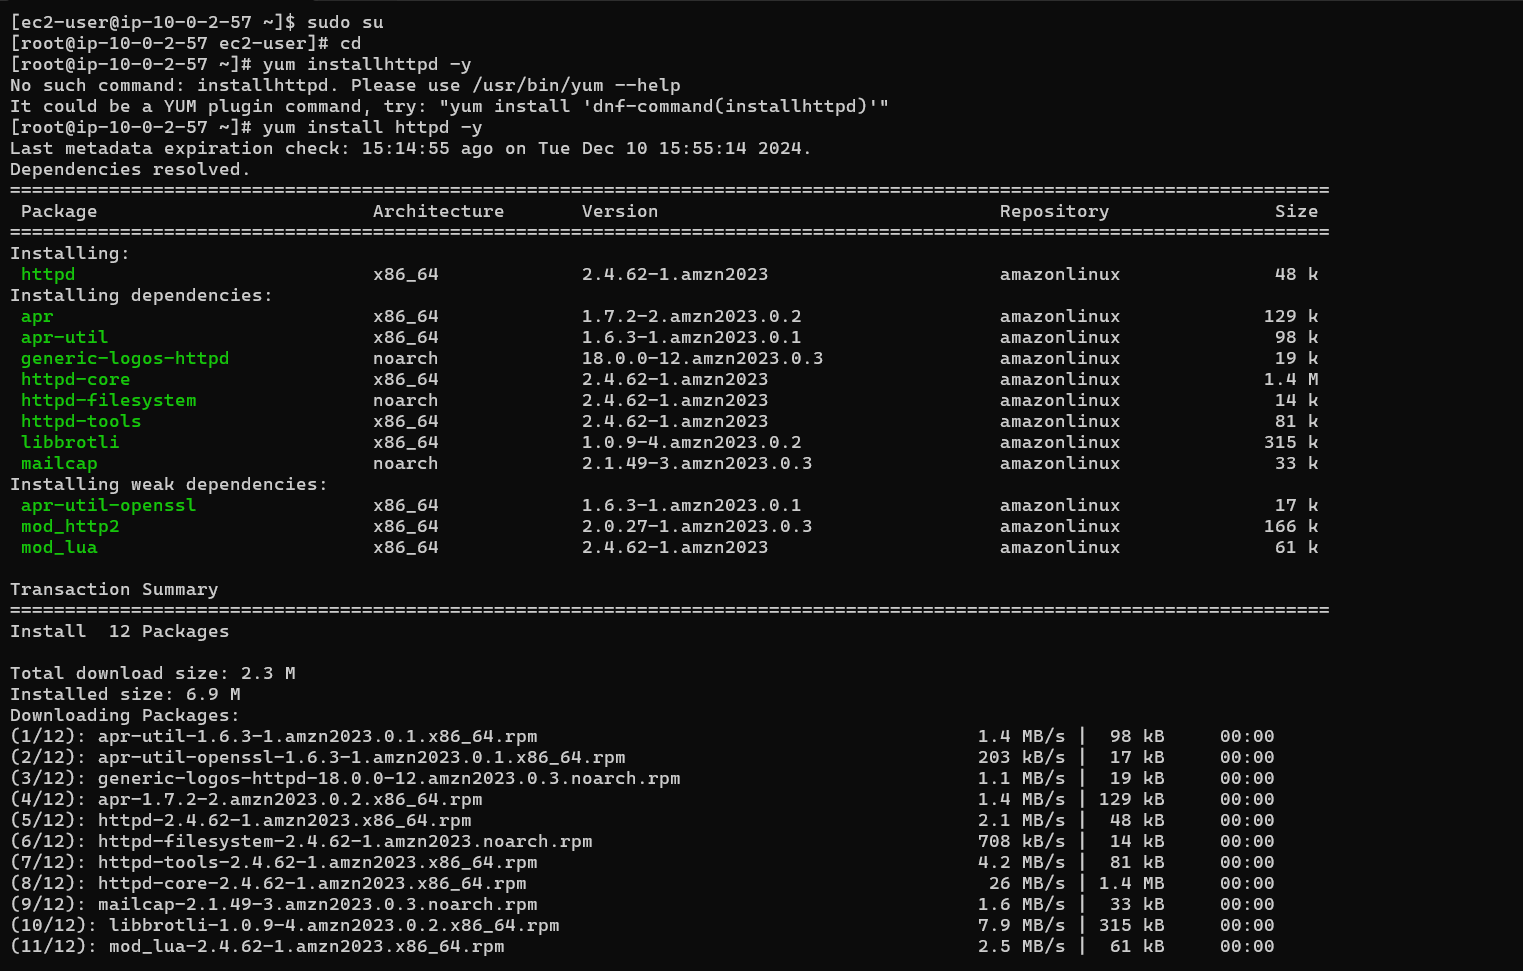 [ec2-user@ip-10-0-2-57 ~]$ sudo su
[root@ip-10-0-2-57 ec2-user]# cd
[root@ip-10-0-2-57 ~]# yum installhttpd -y
No such command: installhttpd. Please use /usr/bin/yum --help
It could be a YUM plugin command, try: "yum install 'dnf-command(installhttpd)'"
[root@ip-10-0-2-57 ~]# yum install httpd -y
Last metadata expiration check: 15:14:55 ago on Tue Dec 10 15:55:14 2024.
Dependencies resolved.
========================================================================================================================
Package Architecture Version Repository Size
========================================================================================================================
Installing:
httpd x86_64 2.4.62-1.amzn2023 amazonlinux 48 k
Installing dependencies:
apr x86_64 1.7.2-2.amzn2023.0.2 amazonlinux 129 k
apr-util x86_64 1.6.3-1.amzn2023.0.1 amazonlinux 98 k
generic-logos-httpd noarch 18.0.0-12.amzn2023.0.3 amazonlinux 19 k
httpd-core x86_64 2.4.62-1.amzn2023 amazonlinux 1.4 M
httpd-filesystem noarch 2.4.62-1.amzn2023 amazonlinux 14 k
httpd-tools x86_64 2.4.62-1.amzn2023 amazonlinux 81 k
libbrotli x86_64 1.0.9-4.amzn2023.0.2 amazonlinux 315 k
mailcap noarch 2.1.49-3.amzn2023.0.3 amazonlinux 33 k
Installing weak dependencies:
apr-util-openssl x86_64 1.6.3-1.amzn2023.0.1 amazonlinux 17 k
mod_http2 x86_64 2.0.27-1.amzn2023.0.3 amazonlinux 166 k
mod_lua x86_64 2.4.62-1.amzn2023 amazonlinux 61 k
Transaction Summary
========================================================================================================================
Install 12 Packages
Total download size: 2.3 M
Installed size: 6.9 M
Downloading Packages:
(1/12): apr-util-1.6.3-1.amzn2023.0.1.x86_64.rpm 1.4 MB/s | 98 kB 00:00
(2/12): apr-util-openssl-1.6.3-1.amzn2023.0.1.x86_64.rpm 203 kB/s | 17 kB 00:00
(3/12): generic-logos-httpd-18.0.0-12.amzn2023.0.3.noarch.rpm 1.1 MB/s | 19 kB 00:00
(4/12): apr-1.7.2-2.amzn2023.0.2.x86_64.rpm 1.4 MB/s | 129 kB 00:00
(5/12): httpd-2.4.62-1.amzn2023.x86_64.rpm 2.1 MB/s | 48 kB 00:00
(6/12): httpd-filesystem-2.4.62-1.amzn2023.noarch.rpm 708 kB/s | 14 kB 00:00
(7/12): httpd-tools-2.4.62-1.amzn2023.x86_64.rpm 4.2 MB/s | 81 kB 00:00
(8/12): httpd-core-2.4.62-1.amzn2023.x86_64.rpm 26 MB/s | 1.4 MB 00:00
(9/12): mailcap-2.1.49-3.amzn2023.0.3.noarch.rpm 1.6 MB/s | 33 kB 00:00
(10/12): libbrotli-1.0.9-4.amzn2023.0.2.x86_64.rpm 7.9 MB/s | 315 kB 00:00
(11/12): mod_lua-2.4.62-1.amzn2023.x86_64.rpm 2.5 MB/s | 61 kB 00:00